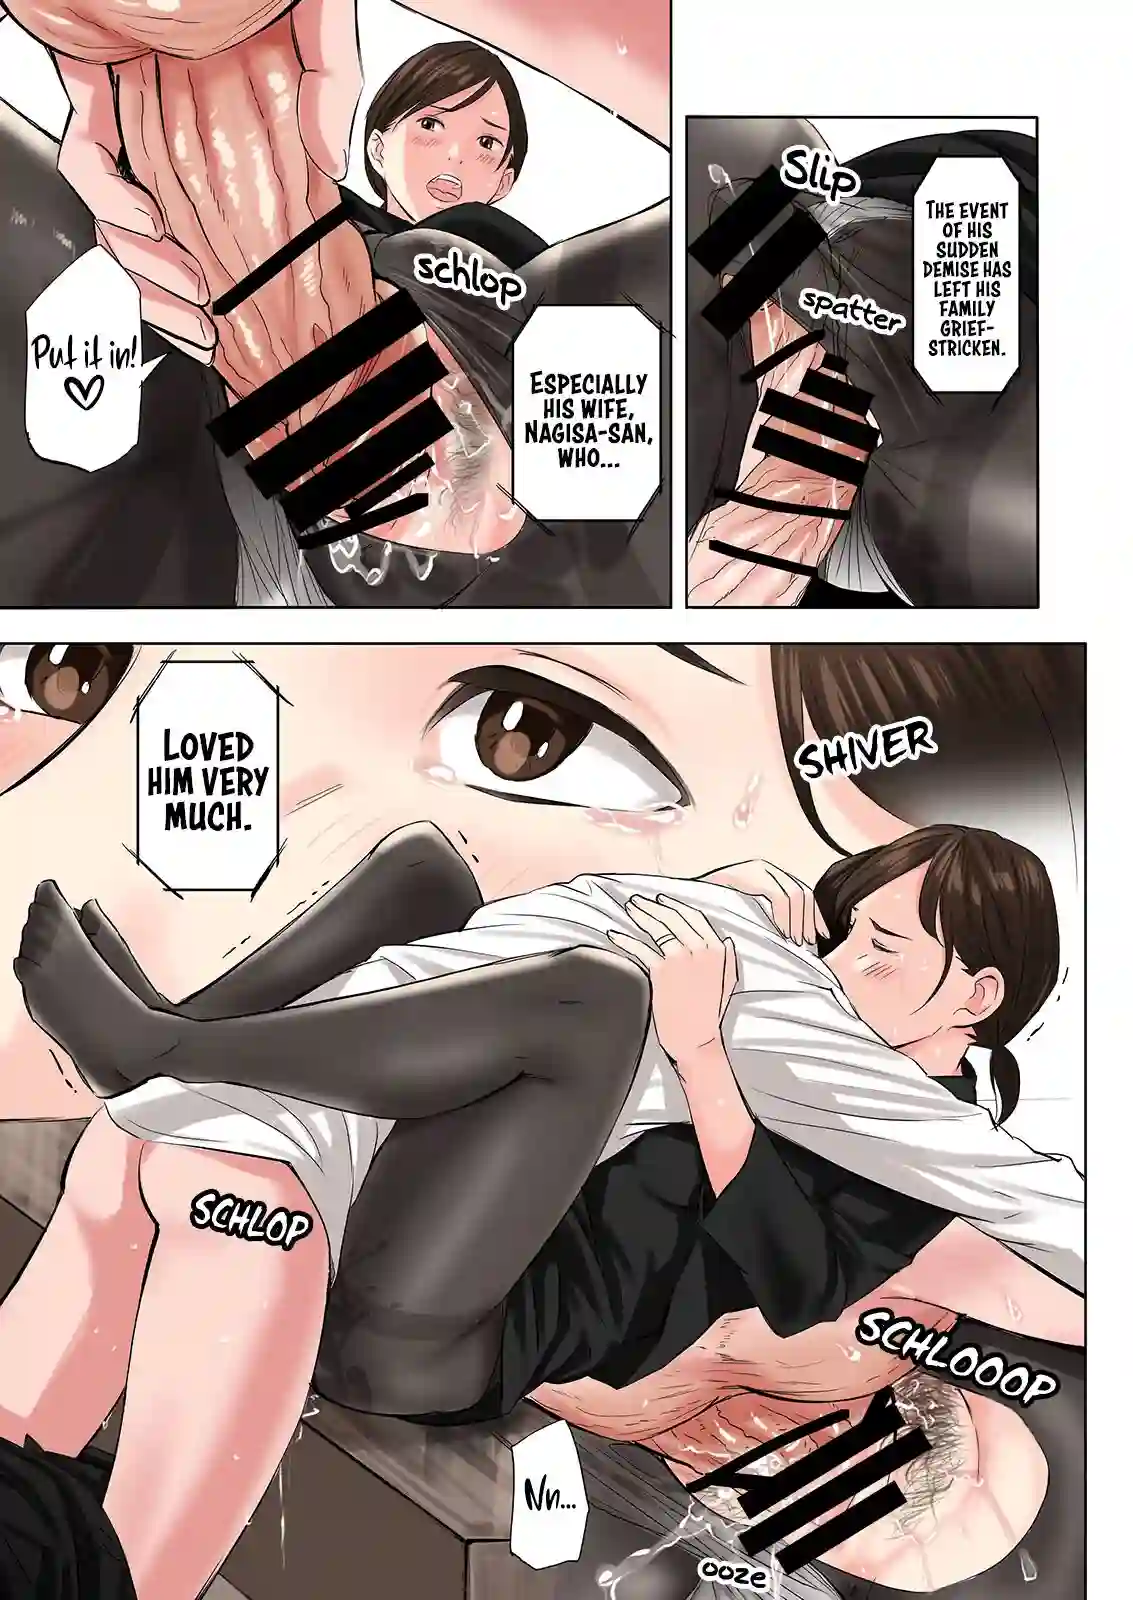 Slip
THE EVENT
OF HIS
SUDDEN
DEMISE HAS
LEFT HIS
FAMILY
GRIEF-
STRICKEN.
spatter
schlop
Put it in!
♡
ESPECIALLY
HIS WIFE,
NAGISA-SAN,
WHO...
SHIVER
LOVED
HIM VERY
MUCH.
SCHLOP
SCHLOOOP
NN...
ooze